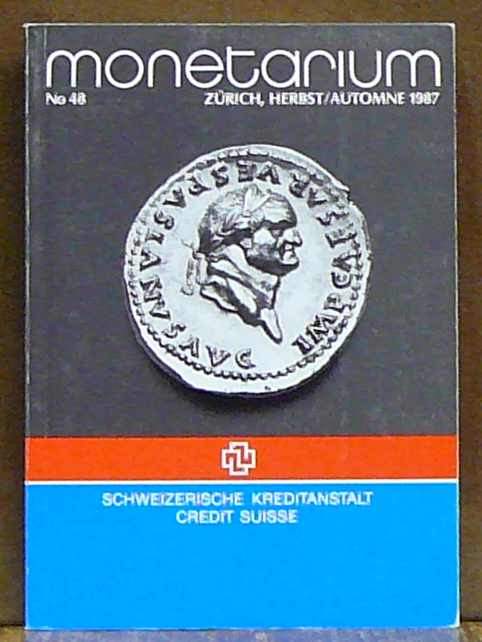 monetarium
No 48
ZÜRICH, HERBST/AUTOMNE 1987
IMP CAESAR VESPASIANVS AVG
SCHWEIZERISCHE KREDITANSTALT
CREDIT SUISSE